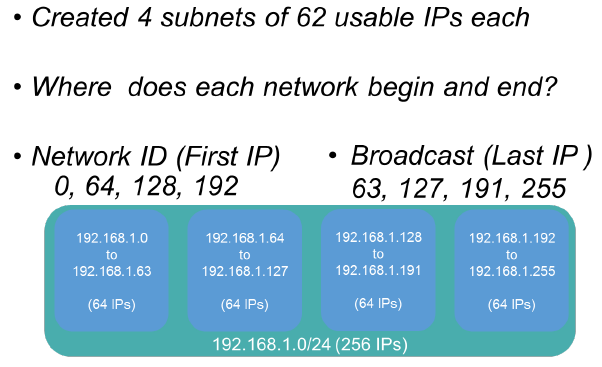 • Created 4 subnets of 62 usable IPs each
• Where does each network begin and end?
• Network ID (First IP)
0, 64, 128, 192
• Broadcast (Last IP )
63, 127, 191, 255
192.168.1.0
to
192.168.1.63
(64 IPs)
192.168.1.64
to
192.168.1.127
(64 IPs)
192.168.1.128
to
192.168.1.191
(64 IPs)
192.168.1.192
to
192.168.1.255
(64 IPs)
192.168.1.0/24 (256 IPs)